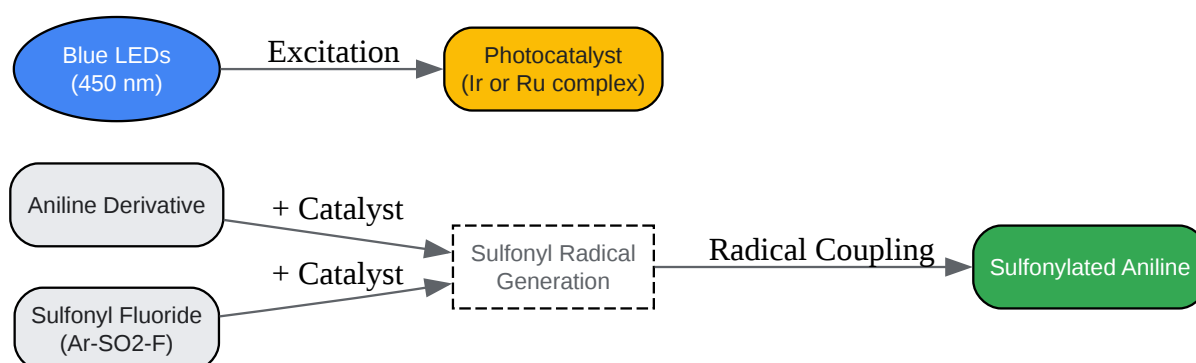 Blue LEDs
(450 nm)
Excitation
Photocatalyst
(Ir or Ru complex)
Aniline Derivative
+ Catalyst
Sulfonyl Fluoride
(Ar-SO2-F)
+ Catalyst
Sulfonyl Radical
Generation
Radical Coupling
Sulfonylated Aniline